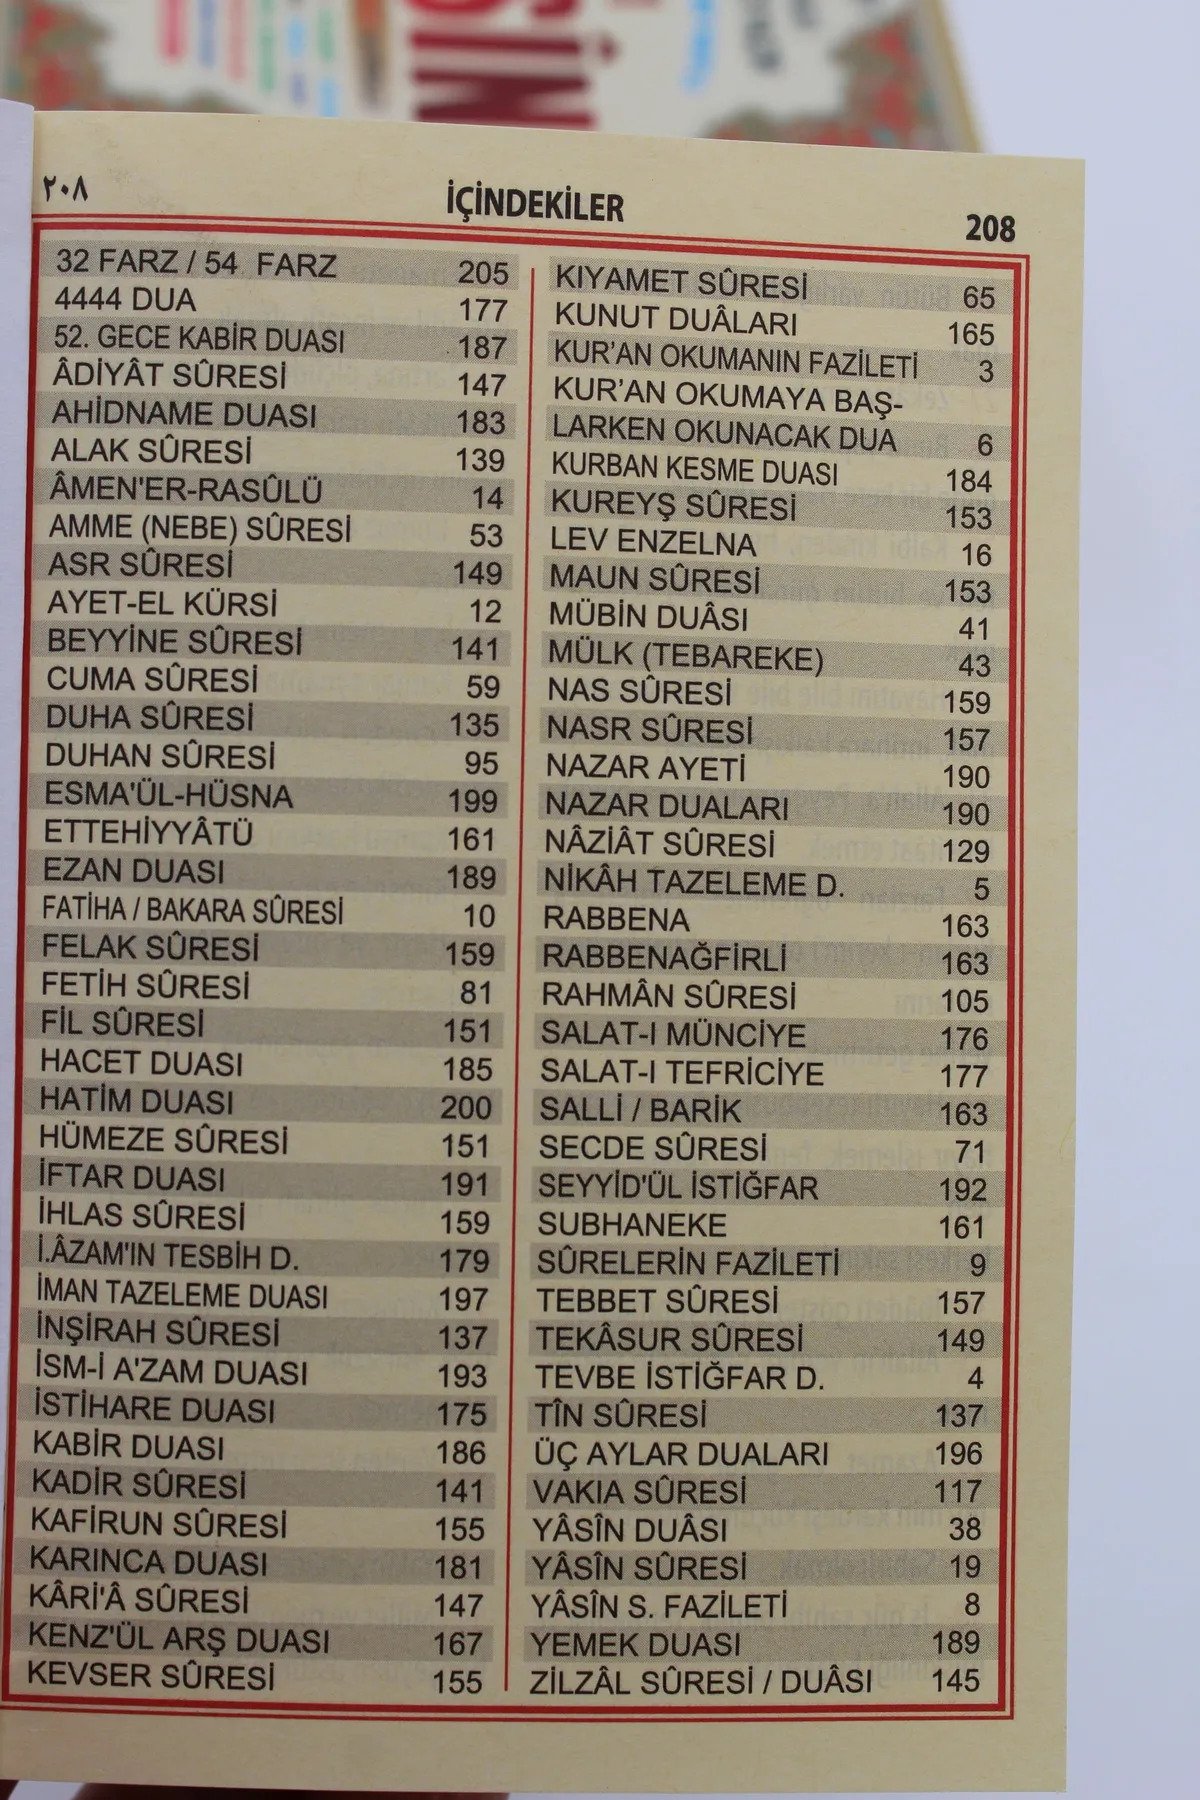 SİM
٢٠٨
İÇİNDEKİLER
208
32 FARZ / 54 FARZ 205
4444 DUA 177
52. GECE KABİR DUASI 187
ÂDİYÂT SÛRESİ 147
AHİDNAME DUASI 183
ALAK SÛRESİ 139
ÂMEN'ER-RASÛLÜ 14
AMME (NEBE) SÛRESİ 53
ASR SÛRESİ 149
AYET-EL KÜRSİ 12
BEYYİNE SÛRESİ 141
CUMA SÛRESİ 59
DUHA SÛRESİ 135
DUHAN SÛRESİ 95
ESMA'ÜL-HÜSNA 199
ETTEHİYYÂTÜ 161
EZAN DUASI 189
FATİHA / BAKARA SÛRESİ 10
FELAK SÛRESİ 159
FETİH SÛRESİ 81
FİL SÛRESİ 151
HACET DUASI 185
HATİM DUASI 200
HÜMEZE SÛRESİ 151
İFTAR DUASI 191
İHLAS SÛRESİ 159
İ.ÂZAM'IN TESBİH D. 179
İMAN TAZELEME DUASI 197
İNŞİRAH SÛRESİ 137
İSM-İ A'ZAM DUASI 193
İSTİHARE DUASI 175
KABİR DUASI 186
KADİR SÛRESİ 141
KAFİRUN SÛRESİ 155
KARINCA DUASI 181
KÂRİ'Â SÛRESİ 147
KENZ'ÜL ARŞ DUASI 167
KEVSER SÛRESİ 155
KIYAMET SÛRESİ 65
KUNUT DUÂLARI 165
KUR'AN OKUMANIN FAZİLETİ 3
KUR'AN OKUMAYA BAŞ-
LARKEN OKUNACAK DUA 6
KURBAN KESME DUASI 184
KUREYŞ SÛRESİ 153
LEV ENZELNA 16
MAUN SÛRESİ 153
MÜBİN DUÂSI 41
MÜLK (TEBAREKE) 43
NAS SÛRESİ 159
NASR SÛRESİ 157
NAZAR AYETİ 190
NAZAR DUALARI 190
NÂZİÂT SÛRESİ 129
NİKÂH TAZELEME D. 5
RABBENA 163
RABBENAĞFİRLİ 163
RAHMÂN SÛRESİ 105
SALAT-I MÜNCİYE 176
SALAT-I TEFRİCİYE 177
SALLİ / BARİK 163
SECDE SÛRESİ 71
SEYYİD'ÜL İSTİĞFAR 192
SUBHANEKE 161
SÛRELERİN FAZİLETİ 9
TEBBET SÛRESİ 157
TEKÂSUR SÛRESİ 149
TEVBE İSTİĞFAR D. 4
TÎN SÛRESİ 137
ÜÇ AYLAR DUALARI 196
VAKIA SÛRESİ 117
YÂSÎN DUÂSI 38
YÂSÎN SÛRESİ 19
YÂSÎN S. FAZİLETİ 8
YEMEK DUASI 189
ZİLZÂL SÛRESİ / DUÂSI 145